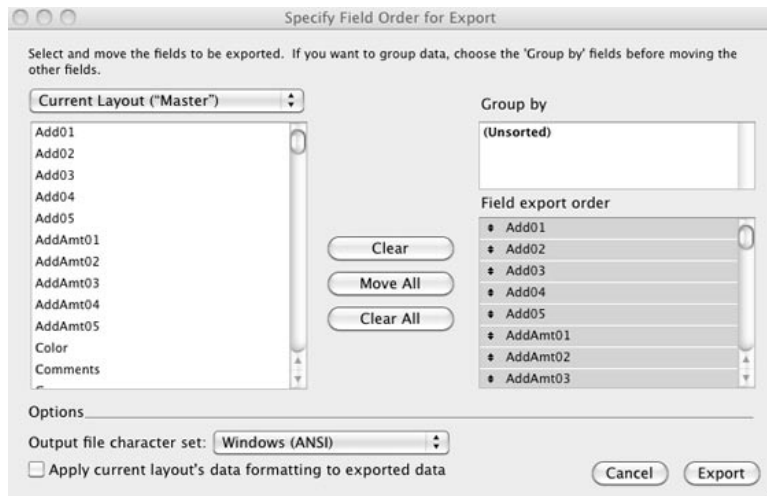 Specify Field Order for Export
Select and move the fields to be exported. If you want to group data, choose the 'Group by' fields before moving the
other fields.
Current Layout ("Master")
Add01
Add02
Add03
Add04
Add05
AddAmt01
AddAmt02
AddAmt03
AddAmt04
AddAmt05
Color
Comments
Clear
Move All
Clear All
Group by
(Unsorted)
Field export order
Add01
Add02
Add03
Add04
Add05
AddAmt01
AddAmt02
AddAmt03
Options
Output file character set: Windows (ANSI)
Apply current layout's data formatting to exported data
Cancel
Export